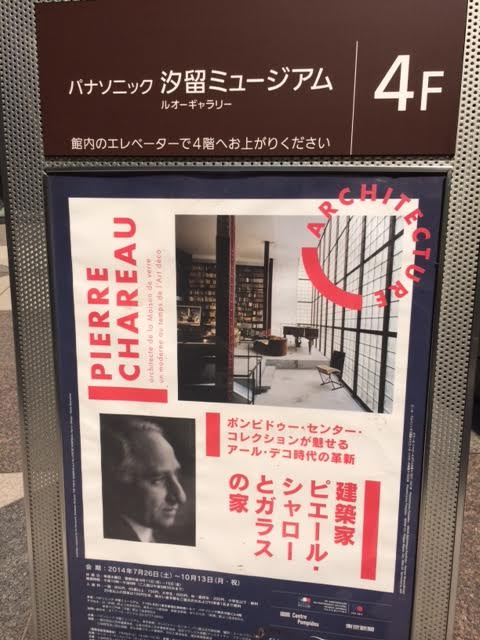 パナソニック 汐留ミュージアム
ルオーギャラリー
4F
館内のエレベーターで4階へお上がりください
ARCHITECTURE
PIERRE
CHAREAU
architecte de la Maison de verre
un moderne au temps de l'Art déco
ポンピドゥー・センター・
コレクションが魅せる
アール・デコ時代の革新
建築家
ピエール・
シャロー
とガラス
の家
会期：2014年7月26日(土)〜10月13日(月・祝)
Centre
Pompidou